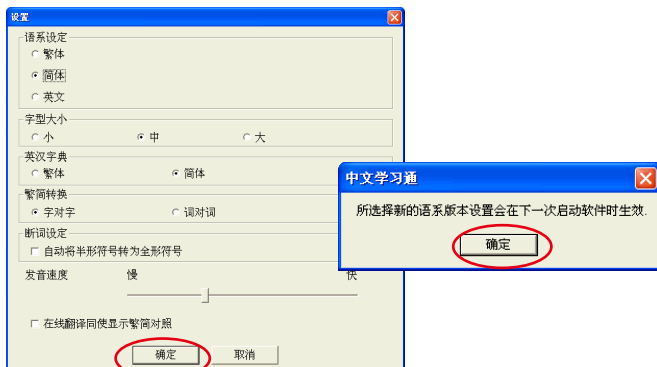 设置
语系设定
繁体
简体
英文
字型大小
小 中 大
英汉字典
繁体 简体
繁简转换
字对字 词对词
断词设定
自动将半形符号转为全形符号
发音速度 慢 快
在线翻译同使显示繁简对照
确定 取消
中文学习通
所选择新的语系版本设置会在下一次启动软件时生效.
确定